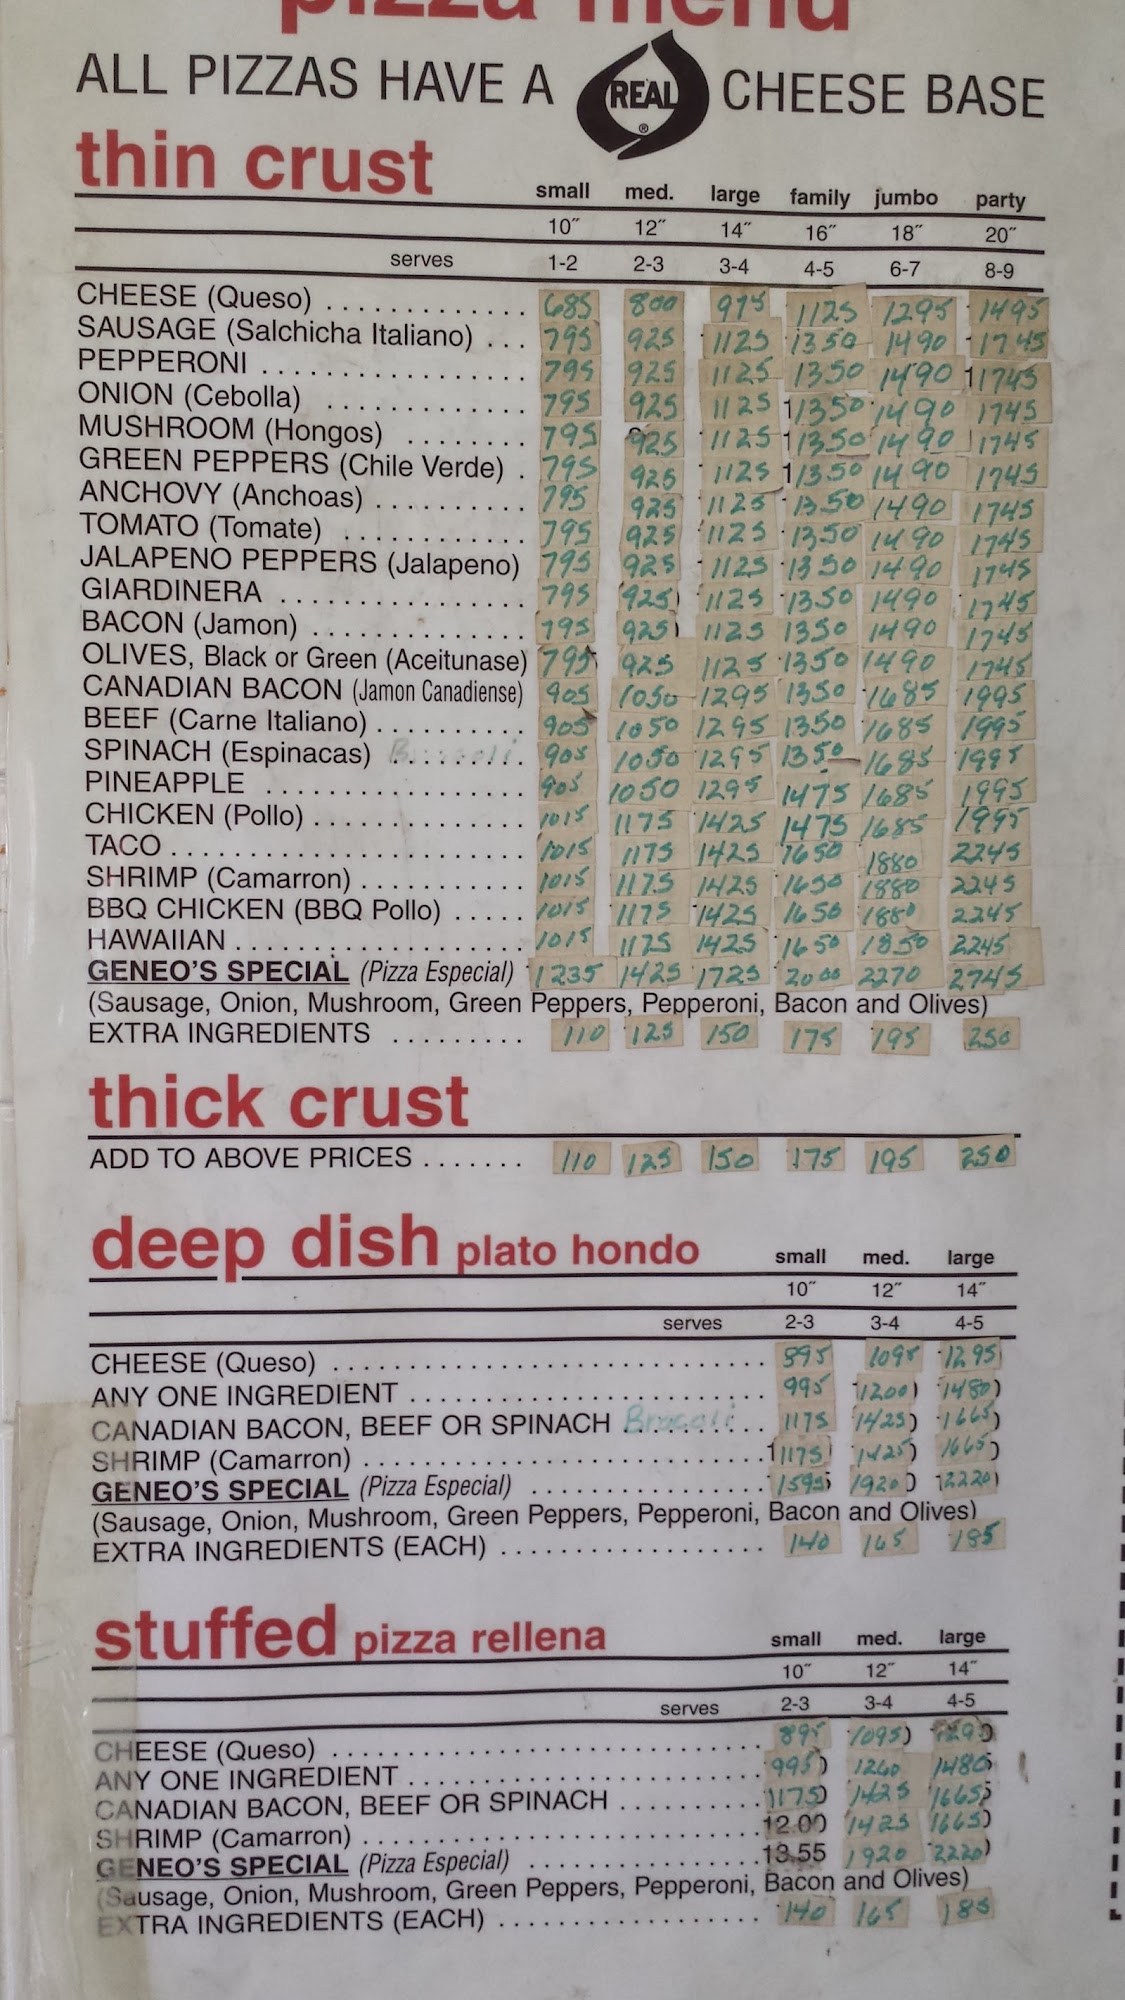 pizza menu
ALL PIZZAS HAVE A REAL ® CHEESE BASE
thin crust small med. large family jumbo party
10″ 12″ 14″ 16″ 18″ 20″
serves 1-2 2-3 3-4 4-5 6-7 8-9
CHEESE (Queso) 685 800 975 1125 1295 1495
SAUSAGE (Salchicha Italiano) 795 925 1125 1350 1490 1745
PEPPERONI 795 925 1125 1350 1490 1745
ONION (Cebolla) 795 925 1125 1350 1490 1745
MUSHROOM (Hongos) 795 925 1125 1350 1490 1745
GREEN PEPPERS (Chile Verde) 795 925 1125 1350 1490 1745
ANCHOVY (Anchoas) 795 925 1125 1350 1490 1745
TOMATO (Tomate) 795 925 1125 1350 1490 1745
JALAPENO PEPPERS (Jalapeno) 795 925 1125 1350 1490 1745
GIARDINERA 795 925 1125 1350 1490 1745
BACON (Jamon) 795 925 1125 1350 1490 1745
OLIVES, Black or Green (Aceitunase) 795 925 1125 1350 1490 1745
CANADIAN BACON (Jamon Canadiense) 905 1050 1295 1350 1685 1995
BEEF (Carne Italiano) 905 1050 1295 1350 1685 1995
SPINACH (Espinacas) Broccoli 905 1050 1295 1350 1685 1995
PINEAPPLE 905 1050 1295 1475 1685 1995
CHICKEN (Pollo) 1015 1175 1425 1475 1685 1995
TACO 1015 1175 1425 1650 1880 2245
SHRIMP (Camarron) 1015 1175 1425 1650 1880 2245
BBQ CHICKEN (BBQ Pollo) 1015 1175 1425 1650 1880 2245
HAWAIIAN 1015 1175 1425 1650 1850 2245
GENEO'S SPECIAL (Pizza Especial) 1235 1425 1725 2000 2270 2745
(Sausage, Onion, Mushroom, Green Peppers, Pepperoni, Bacon and Olives)
EXTRA INGREDIENTS 110 125 150 175 195 250
thick crust
ADD TO ABOVE PRICES 110 125 150 175 195 250
deep dish plato hondo small med. large
10″ 12″ 14″
serves 2-3 3-4 4-5
CHEESE (Queso) 895 1095 1295
ANY ONE INGREDIENT 995 1200 1480
CANADIAN BACON, BEEF OR SPINACH Brocoli 1175 1425 1665
SHRIMP (Camarron) 1175 1425 1665
GENEO'S SPECIAL (Pizza Especial) 1595 1920 2220
(Sausage, Onion, Mushroom, Green Peppers, Pepperoni, Bacon and Olives)
EXTRA INGREDIENTS (EACH) 140 165 185
stuffed pizza rellena small med. large
10″ 12″ 14″
serves 2-3 3-4 4-5
CHEESE (Queso) 895 1095
ANY ONE INGREDIENT 995 1260 1480
CANADIAN BACON, BEEF OR SPINACH 1175 1425 1665
SHRIMP (Camarron) 12.00 1425 1665
GENEO'S SPECIAL (Pizza Especial) 13.55 1920 2220
(Sausage, Onion, Mushroom, Green Peppers, Pepperoni, Bacon and Olives)
EXTRA INGREDIENTS (EACH) 140 165 185